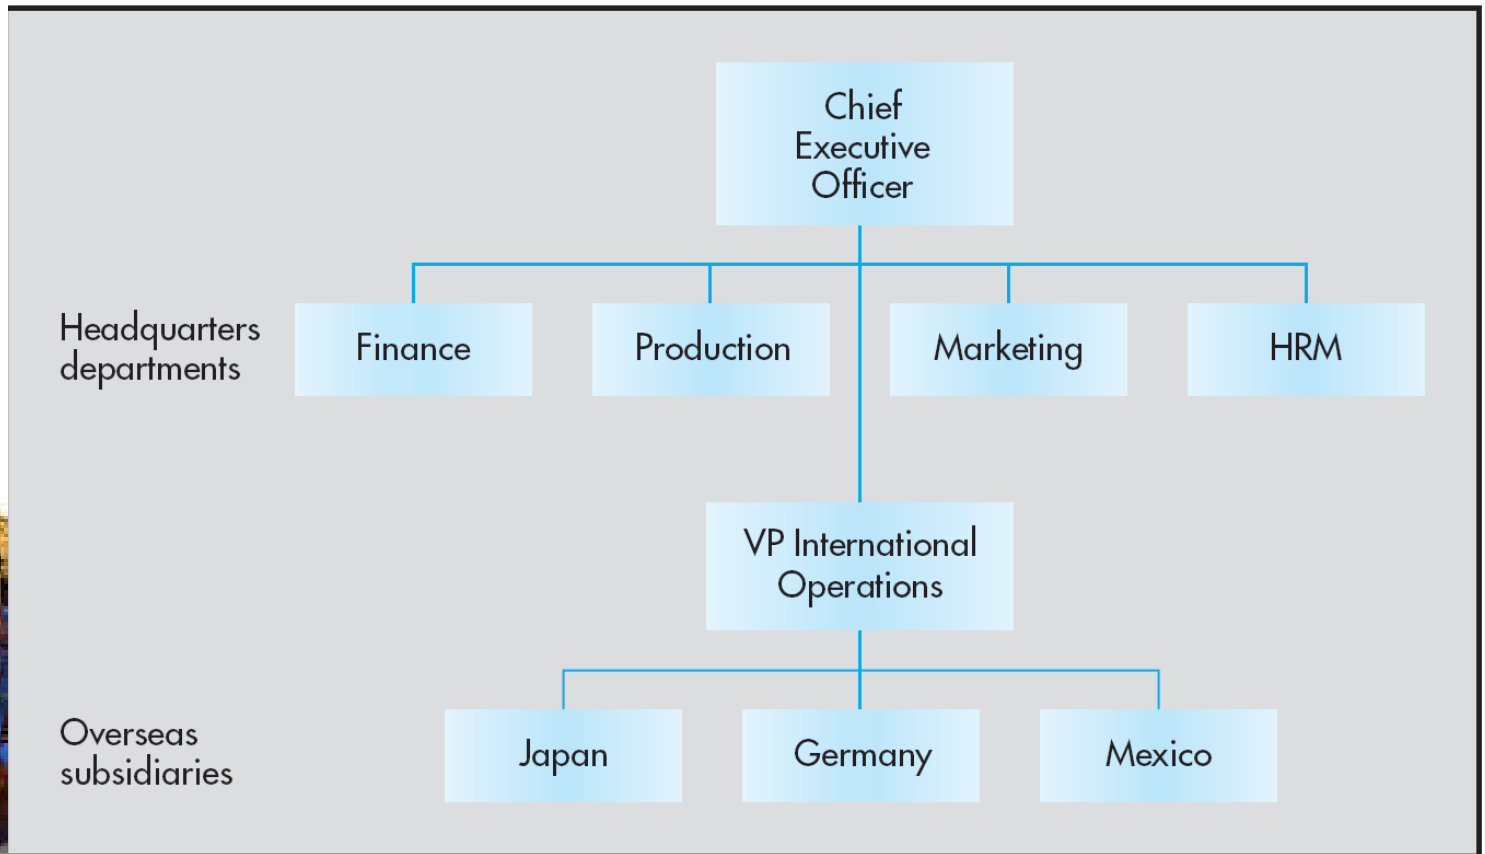 Chief
Executive
Officer
Headquarters
departments
Finance
Production
Marketing
HRM
VP International
Operations
Overseas
subsidiaries
Japan
Germany
Mexico